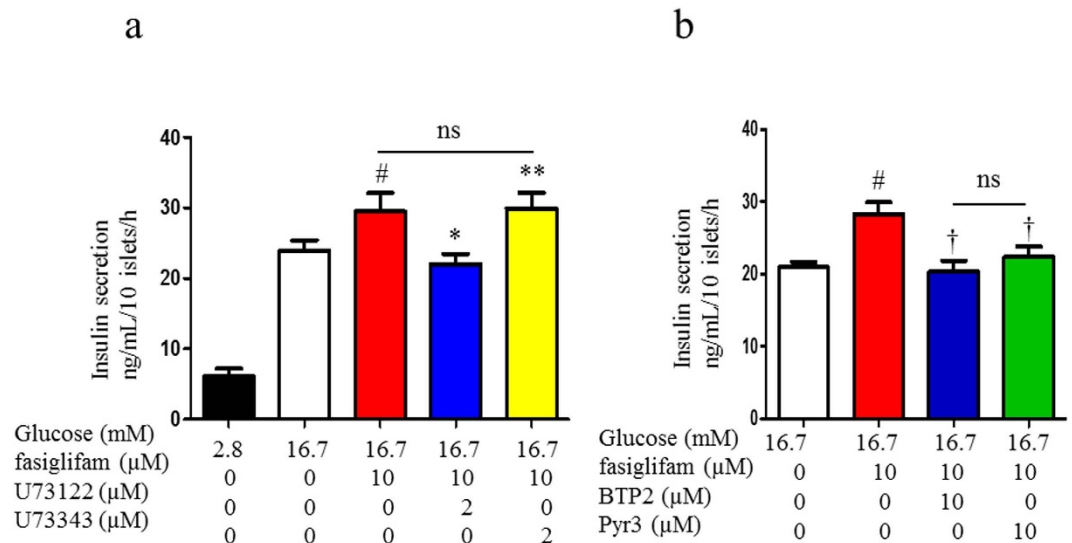 a
Insulin secretion
ng/mL/10 islets/h
40
30
20
10
0
ns
#
*
**
Glucose (mM) 2.8 16.7 16.7 16.7 16.7
fasiglifam (µM) 0 0 10 10 10
U73122 (µM) 0 0 0 2 0
U73343 (µM) 0 0 0 0 2
b
Insulin secretion
ng/mL/10 islets/h
40
30
20
10
0
#
ns
† †
Glucose (mM) 16.7 16.7 16.7 16.7
fasiglifam (µM) 0 10 10 10
BTP2 (µM) 0 0 10 0
Pyr3 (µM) 0 0 0 10